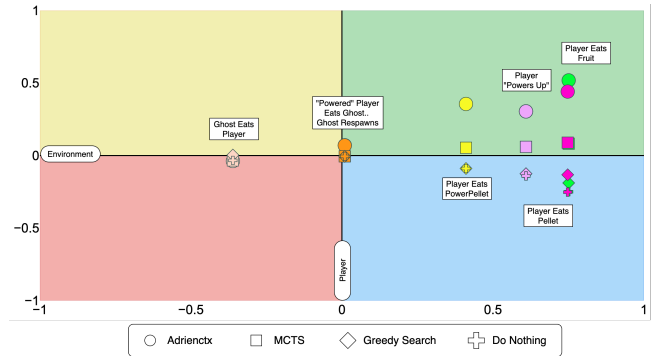 1
Player Eats
Fruit
Player
"Powers Up"
0.5
"Powered" Player
Eats Ghost..
Ghost Respawns
Ghost Eats
Player
0
Environment
Player Eats
PowerPellet
Player Eats
Pellet
−0.5
Player
−1
−1
−0.5
0
0.5
1
Adrienctx
MCTS
Greedy Search
Do Nothing